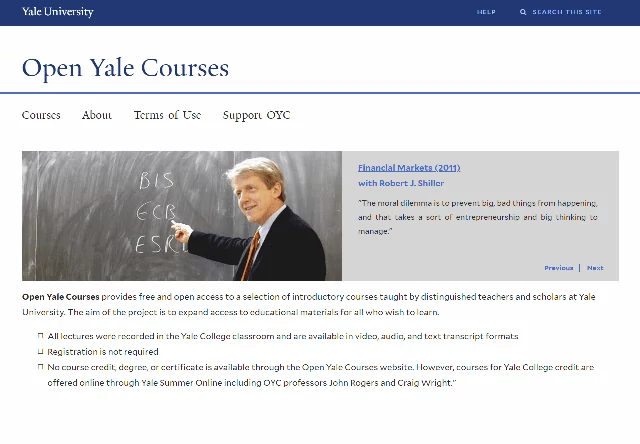 Yale University
HELP
SEARCH THIS SITE
Open Yale Courses
Courses About Terms of Use Support OYC
BIS
ECB
ESRC
Financial Markets (2011)
with Robert J. Shiller
"The moral dilemma is to prevent big, bad things from happening,
and that takes a sort of entrepreneurship and big thinking to
manage."
Previous | Next
Open Yale Courses provides free and open access to a selection of introductory courses taught by distinguished teachers and scholars at Yale
University. The aim of the project is to expand access to educational materials for all who wish to learn.
All lectures were recorded in the Yale College classroom and are available in video, audio, and text transcript formats
Registration is not required
No course credit, degree, or certificate is available through the Open Yale Courses website. However, courses for Yale College credit are
offered online through Yale Summer Online including OYC professors John Rogers and Craig Wright."